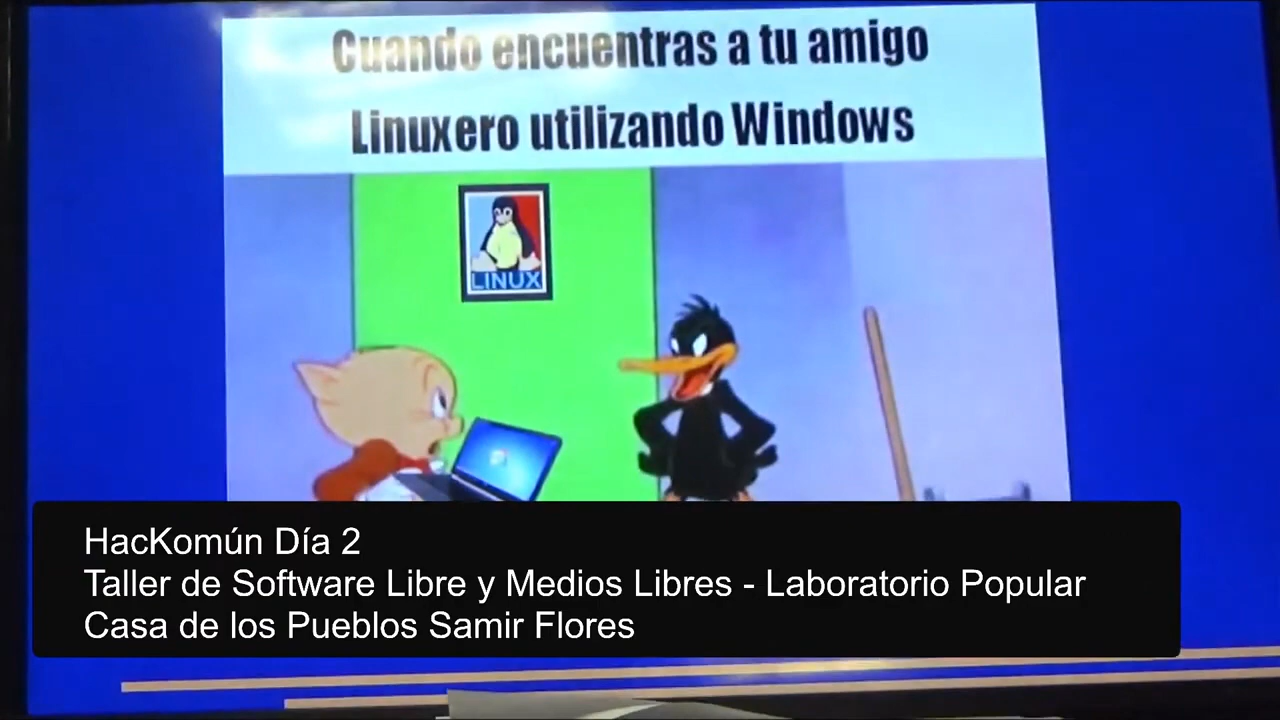 Cuando encuentras a tu amigo
Linuxero utilizando Windows
LINUX
HacKomún Día 2
Taller de Software Libre y Medios Libres - Laboratorio Popular
Casa de los Pueblos Samir Flores